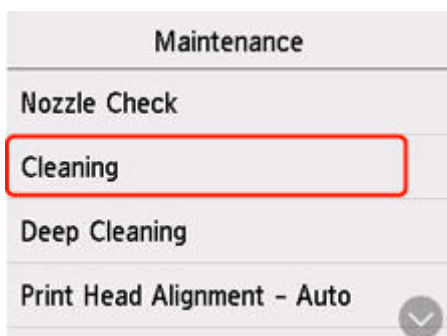 Maintenance
Nozzle Check
Cleaning
Deep Cleaning
Print Head Alignment - Auto